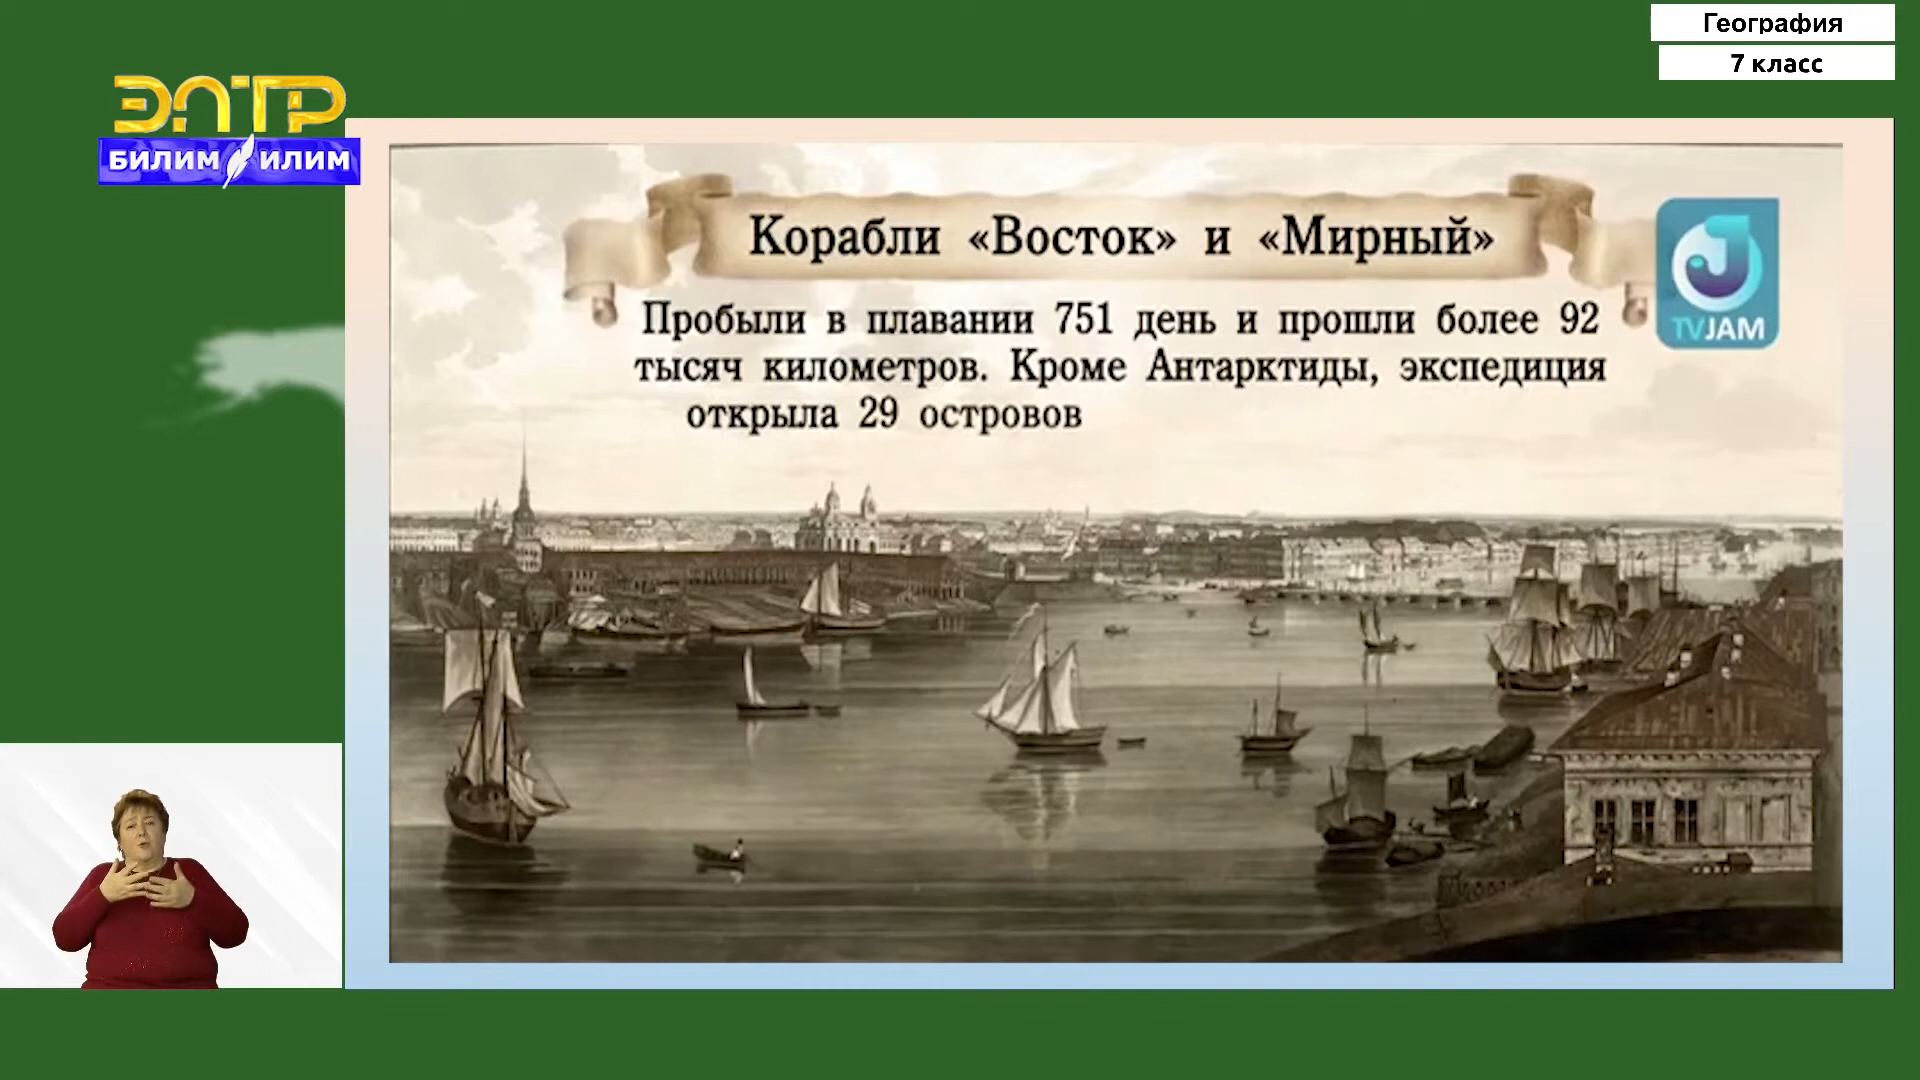 География
7 класс
ЭЛТР
БИЛИМ ИЛИМ
Корабли «Восток» и «Мирный»
TVJAM
Пробыли в плавании 751 день и прошли более 92
тысяч километров. Кроме Антарктиды, экспедиция
открыла 29 островов